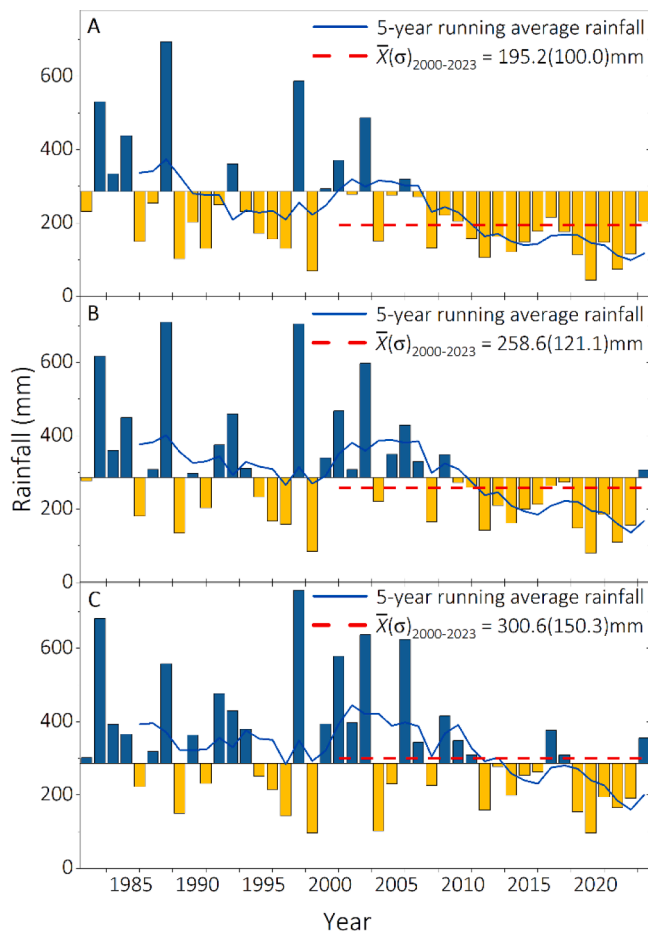 A
5-year running average rainfall
X̅(σ)2000-2023 = 195.2(100.0)mm
600
400
200
0
B
5-year running average rainfall
X̅(σ)2000-2023 = 258.6(121.1)mm
600
400
200
0
Rainfall (mm)
C
5-year running average rainfall
X̅(σ)2000-2023 = 300.6(150.3)mm
600
400
200
0
1985 1990 1995 2000 2005 2010 2015 2020
Year